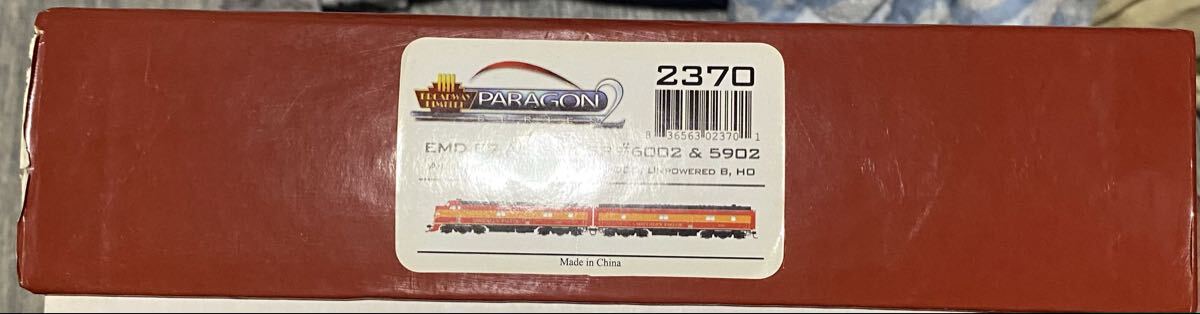 2370
BROADWAY
LIMITED
PARAGON 2
SERIES
8 36563 02370 1
EMD E7 #6002 & 5902
UNPOWERED B, HO
Made in China